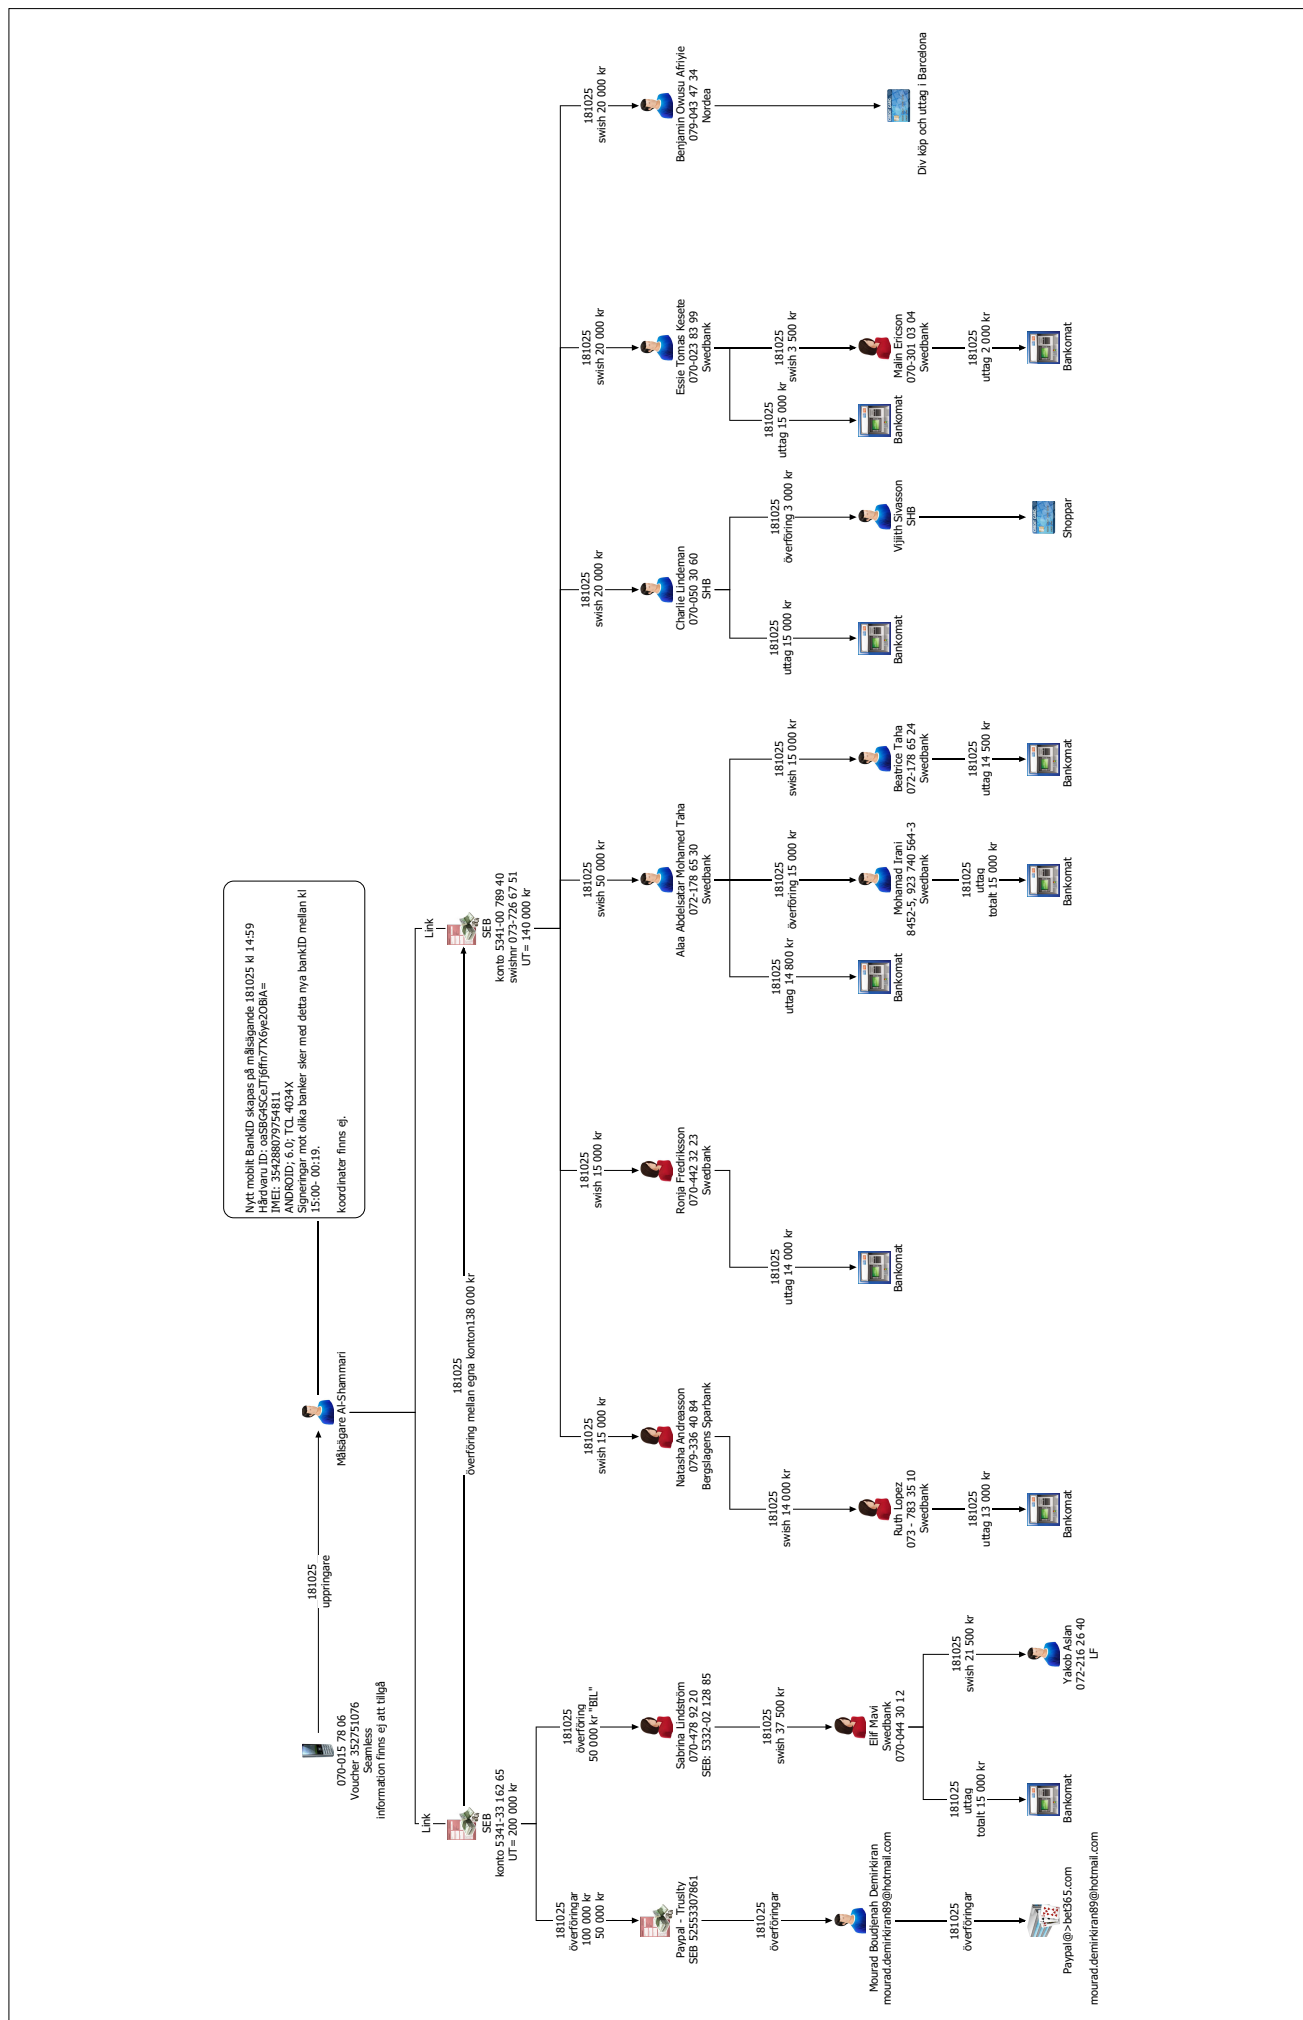 070-015 78 06
Voucher 352751076
Seamless
information finns ej att tillgå
181025
uppringare
Målsägare Al-Shammari
Nytt mobilt BankID skapas på målsägande 181025 kl 14:59
IMEI: 354288079754811
ANDROID; 6.0; TCL 4034X
Signeringar mot olika banker sker med detta nya bankID mellan kl
15:00- 00:19.
koordinater finns ej.
Link
Link
SEB
konto 5341-33 162 65
UT= 200 000 kr
181025
överföring mellan egna konton138 000 kr
SEB
konto 5341-00 789 40
swishnr 073-726 67 51
UT= 140 000 kr
181025
överföringar
100 000 kr
50 000 kr
181025
överföring
50 000 kr "BIL"
181025
swish 15 000 kr
181025
swish 15 000 kr
181025
swish 50 000 kr
181025
swish 20 000 kr
181025
swish 20 000 kr
181025
swish 20 000 kr
Paypal - Truslty
SEB 52553307861
Sabrina Lindström
070-478 92 20
SEB: 5332-02 128 85
Natasha Andreasson
079-336 40 84
Bergslagens Sparbank
Ronja Fredriksson
070-442 32 23
Swedbank
Alaa Abdelsatar Mohamed Taha
072-178 65 30
Swedbank
Charlie Lindeman
070-050 30 60
SHB
Essie Tomas Kesete
070-023 83 99
Swedbank
Benjamin Owusu Afriyie
079-043 47 34
Nordea
181025
överföringar
181025
swish 37 500 kr
181025
swish 14 000 kr
181025
uttag 14 000 kr
181025
uttag 14 800 kr
181025
överföring 15 000 kr
181025
swish 15 000 kr
181025
uttag 15 000 kr
181025
överföring 3 000 kr
181025
uttag 15 000 kr
181025
swish 3 500 kr
Mourad Boudjenah Demirkiran
mourad.demirkiran89@hotmail.com
Elif Mavi
Swedbank
070-044 30 12
Ruth Lopez
073 - 783 35 10
Swedbank
Bankomat
Bankomat
Mohamad Irani
8452-5, 923 740 564-3
Swedbank
Beatrice Taha
072-178 65 24
Swedbank
Bankomat
Vijiith Sivasson
SHB
Bankomat
Malin Ericson
070-301 03 04
Swedbank
Div köp och uttag i Barcelona
181025
överföringar
181025
uttag
totalt 15 000 kr
181025
swish 21 500 kr
181025
uttag 13 000 kr
181025
uttag
totalt 15 000 kr
181025
uttag 14 500 kr
181025
uttag 2 000 kr
Paypal@>bet365.com
mourad.demirkiran89@hotmail.com
Bankomat
Yakob Aslan
072-216 26 40
LF
Bankomat
Bankomat
Bankomat
Shoppar
Bankomat